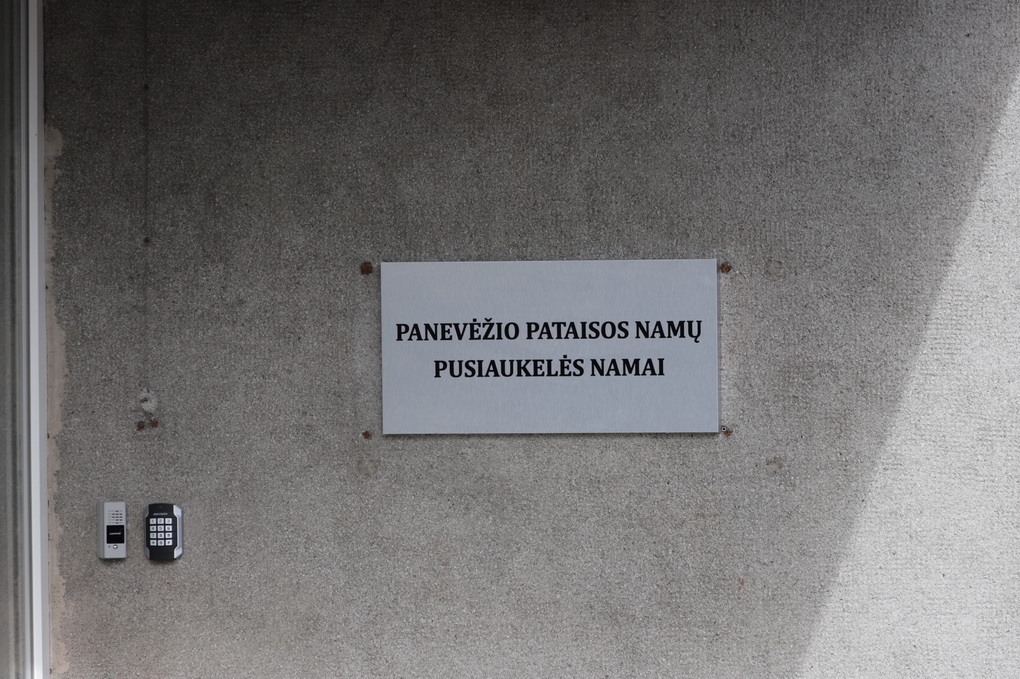 PANEVĖŽIO PATAISOS NAMŲ
PUSIAUKELĖS NAMAI